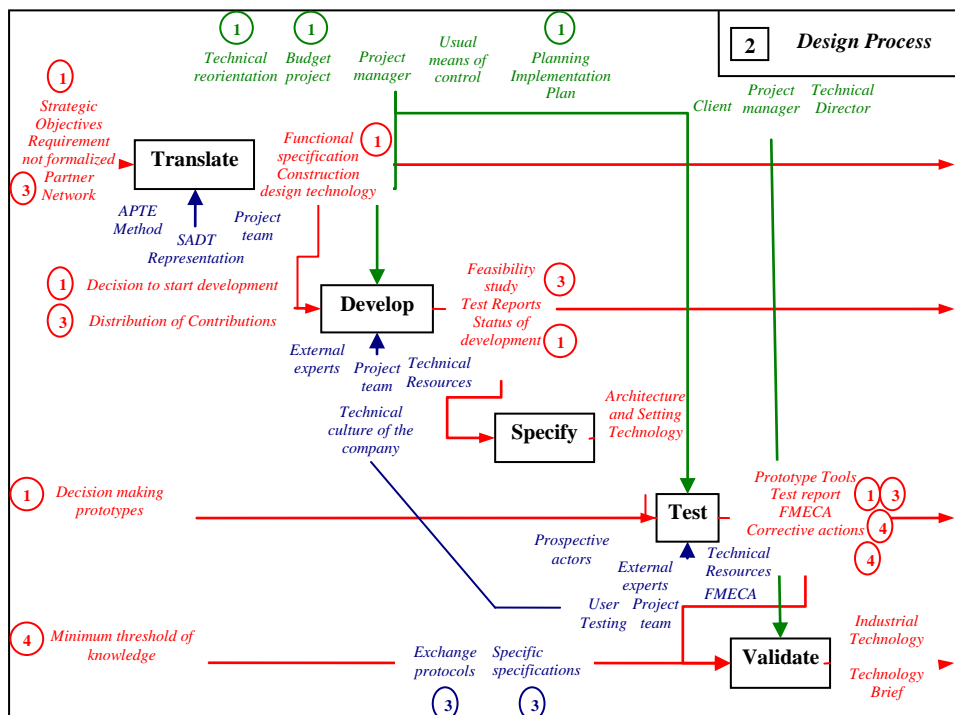 1
1
1
2 Design Process
Technical reorientation
Budget project
Project manager
Usual means of control
Planning Implementation Plan
Client
Project manager
Technical Director
1
Strategic
Objectives
Requirement
not formalized
3 Partner
Network
Translate
Functional
specification 1
Construction
design technology
APTE
Method
SADT
Representation
Project
team
1 Decision to start development
3 Distribution of Contributions
Develop
Feasibility
study 3
Test Reports
Status of
development 1
External
experts
Project
team
Technical
Resources
Technical
culture of the
company
Specify
Architecture
and Setting
Technology
1 Decision making
prototypes
Test
Prototype Tools
Test report 1 3
FMECA
Corrective actions 4
4
Prospective
actors
External
experts
Technical
Resources
FMECA
User
Testing
Project
team
4 Minimum threshold of
knowledge
Exchange
protocols
3
Specific
specifications
3
Validate
Industrial
Technology
Technology
Brief